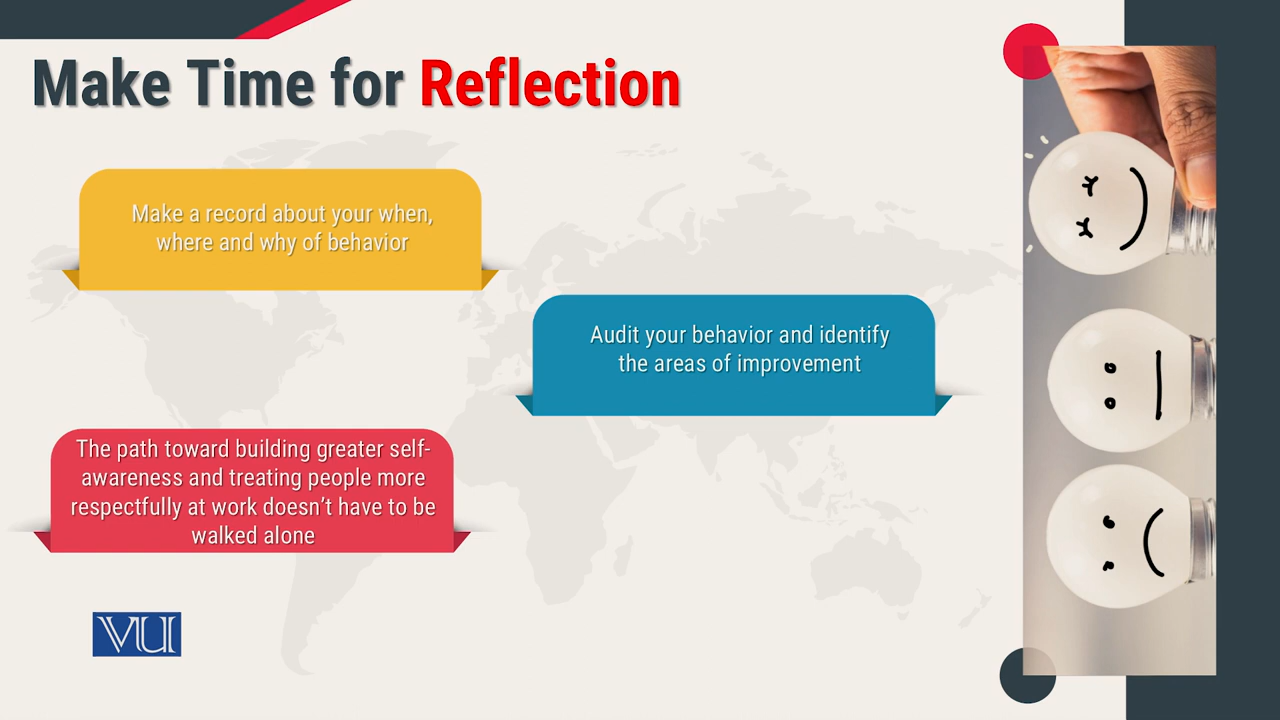 Make Time for Reflection
Make a record about your when,
where and why of behavior
Audit your behavior and identify
the areas of improvement
The path toward building greater self-
awareness and treating people more
respectfully at work doesn’t have to be
walked alone
VU